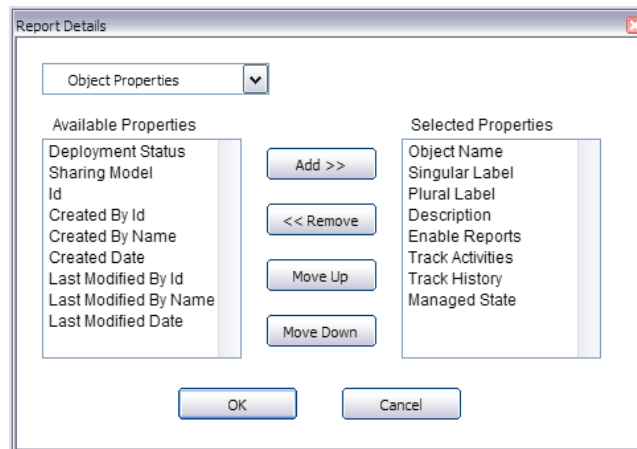 Report Details
Object Properties
Available Properties
Deployment Status
Sharing Model
Id
Created By Id
Created By Name
Created Date
Last Modified By Id
Last Modified By Name
Last Modified Date
Add >>
<< Remove
Move Up
Move Down
Selected Properties
Object Name
Singular Label
Plural Label
Description
Enable Reports
Track Activities
Track History
Managed State
OK
Cancel